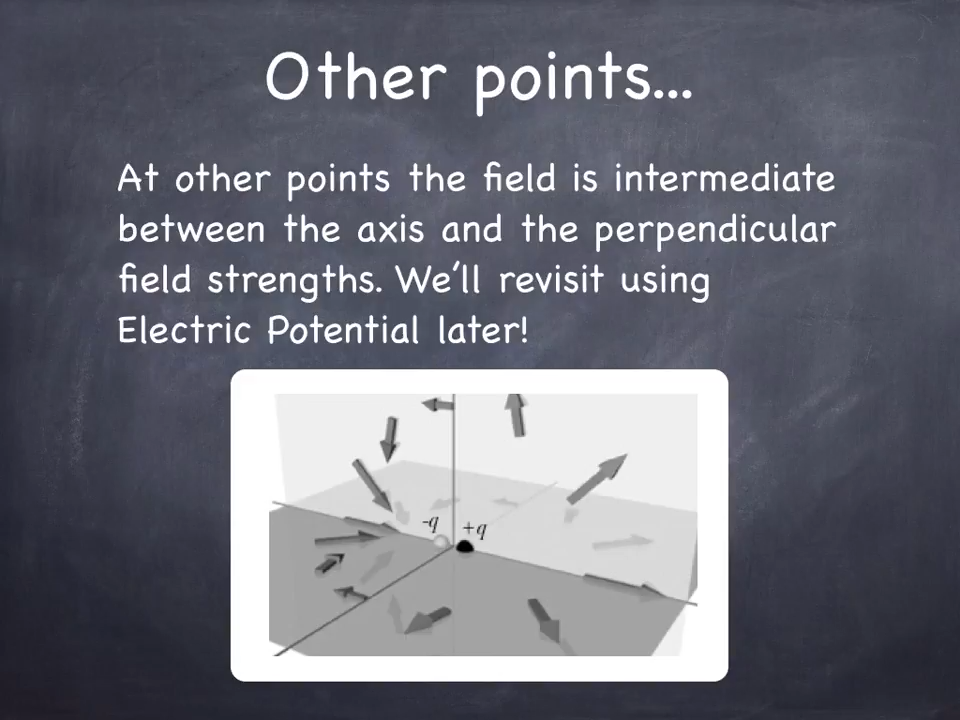 Other points...
At other points the field is intermediate
between the axis and the perpendicular
field strengths. We'll revisit using
Electric Potential later!
-q +q